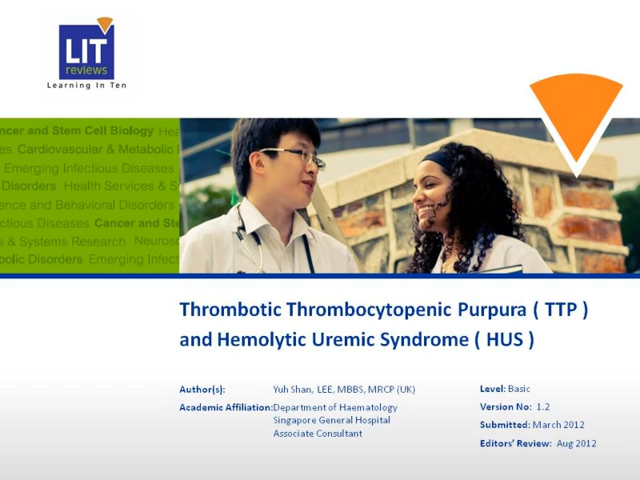 LIT
reviews
Learning In Ten
ncer and Stem Cell Biology Hea
es Cardiovascular & Metabolic
Emerging Infectious Diseases
Disorders Health Services & S
ence and Behavioral Disorders
ctious Diseases Cancer and Ste
s & Systems Research Neurosc
bolic Disorders Emerging Infect
Thrombotic Thrombocytopenic Purpura ( TTP )
and Hemolytic Uremic Syndrome ( HUS )
Author(s): Yuh Shan, LEE, MBBS, MRCP (UK)
Academic Affiliation: Department of Haematology
Singapore General Hospital
Associate Consultant
Level: Basic
Version No: 1.2
Submitted: March 2012
Editors' Review: Aug 2012